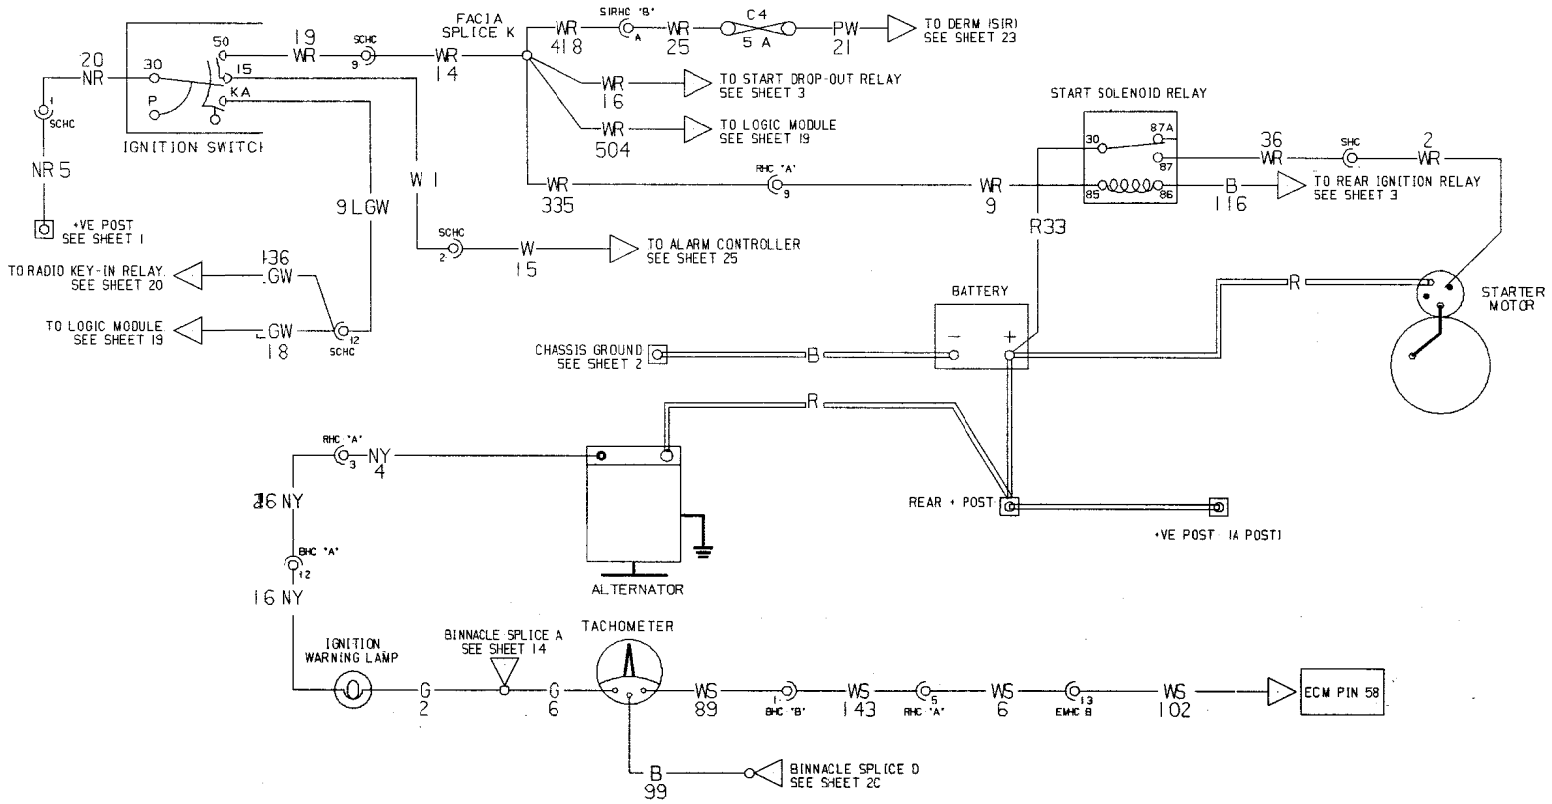 FACIA
SPLICE K
SIRHC "B"
A
C4
5 A
WR
418
WR
25
PW
21
TO DERM (SIR)
SEE SHEET 23
19
WR
SCHC
9
WR
14
20
NR
50
30
15
KA
P
IGNITION SWITCH
1
SCHC
NR 5
+VE POST
SEE SHEET 1
WR
16
TO START DROP-OUT RELAY
SEE SHEET 3
WR
504
TO LOGIC MODULE
SEE SHEET 19
WR
335
RHC "A"
9
WR
9
START SOLENOID RELAY
30
87A
87
85
86
36
WR
SHC
2
WR
B
116
TO REAR IGNITION RELAY
SEE SHEET 3
R33
W 1
9 LGW
SCHC
2
W
15
TO ALARM CONTROLLER
SEE SHEET 25
TO RADIO KEY-IN RELAY
SEE SHEET 20
GW
TO LOGIC MODULE
SEE SHEET 19
GW
18
12
SCHC
BATTERY
-
+
R
STARTER
MOTOR
CHASSIS GROUND
SEE SHEET 2
B
R
RHC "A"
3
NY
4
NY
BHC "A"
12
16 NY
ALTERNATOR
REAR + POST
+VE POST (A POST)
IGNITION
WARNING LAMP
G
2
BINNACLE SPLICE A
SEE SHEET 14
G
6
TACHOMETER
WS
89
1
BHC "B"
WS
143
5
RHC "A"
WS
6
13
EMHC B
WS
102
ECM PIN 58
B
99
BINNACLE SPLICE D
SEE SHEET 20